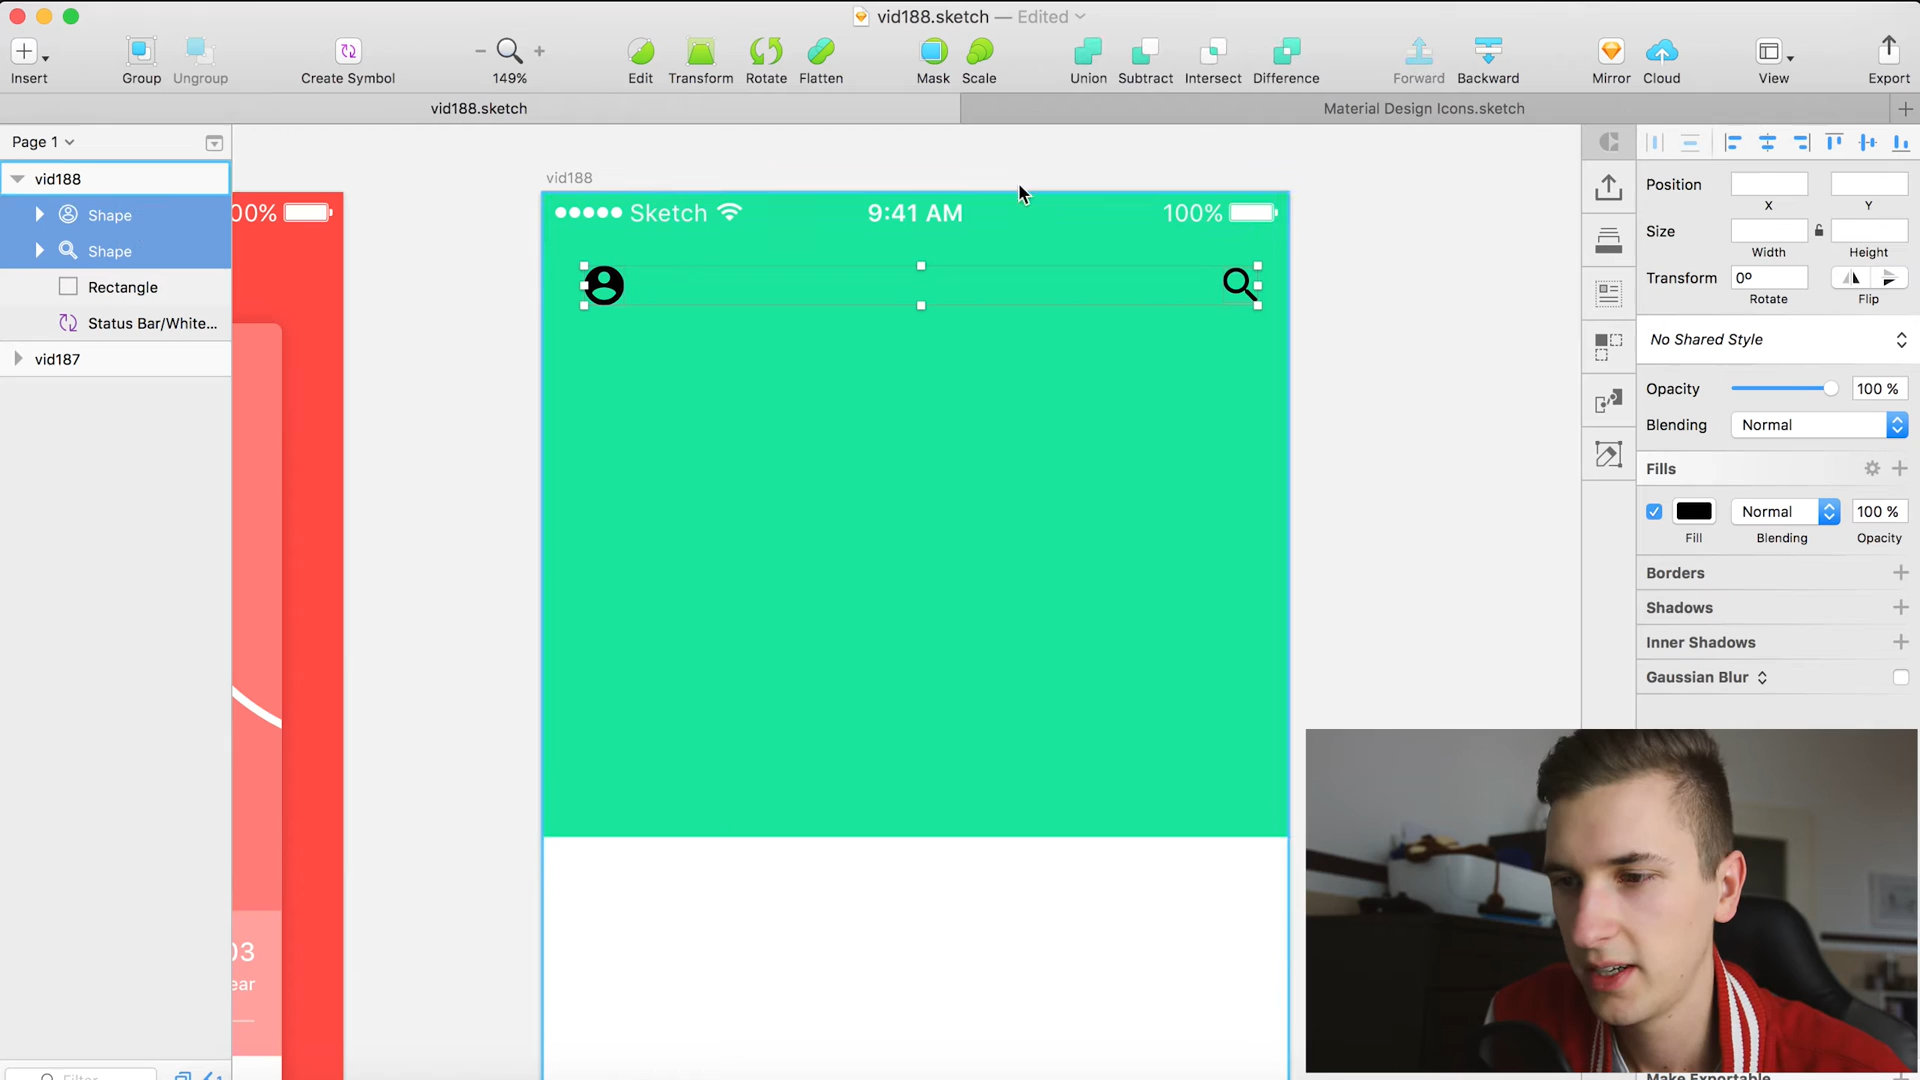 vid188.sketch — Edited
Insert
Group
Ungroup
Create Symbol
149%
Edit
Transform
Rotate
Flatten
Mask
Scale
Union
Subtract
Intersect
Difference
Forward
Backward
Mirror
Cloud
View
Export
vid188.sketch
Material Design Icons.sketch
Page 1
vid188
Shape
Shape
Rectangle
Status Bar/White...
vid187
Filter
00%
03
ear
vid188
Sketch
9:41 AM
100%
Position
X
Y
Size
Width
Height
Transform
0º
Rotate
Flip
No Shared Style
Opacity
100 %
Blending
Normal
Fills
Normal
100 %
Fill
Blending
Opacity
Borders
Shadows
Inner Shadows
Gaussian Blur
Make Exportable